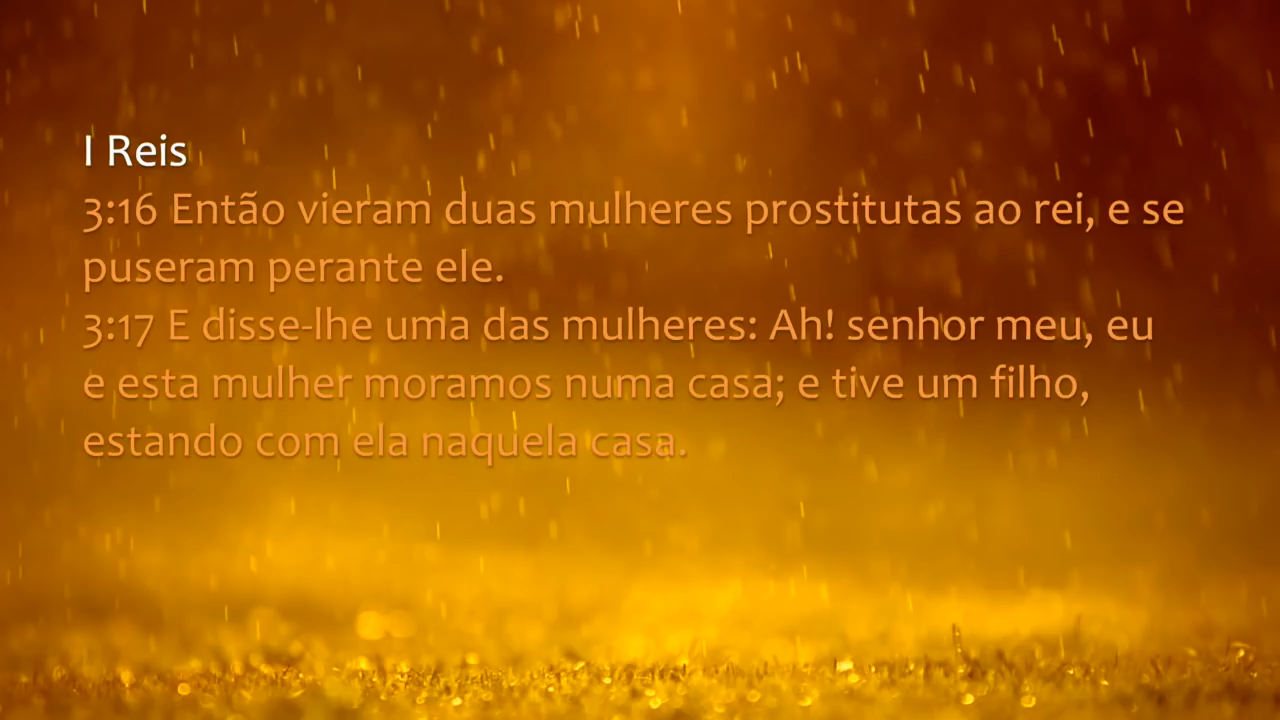 I Reis
3:16 Então vieram duas mulheres prostitutas ao rei, e se
puseram perante ele.
3:17 E disse-lhe uma das mulheres: Ah! senhor meu, eu
e esta mulher moramos numa casa; e tive um filho,
estando com ela naquela casa.